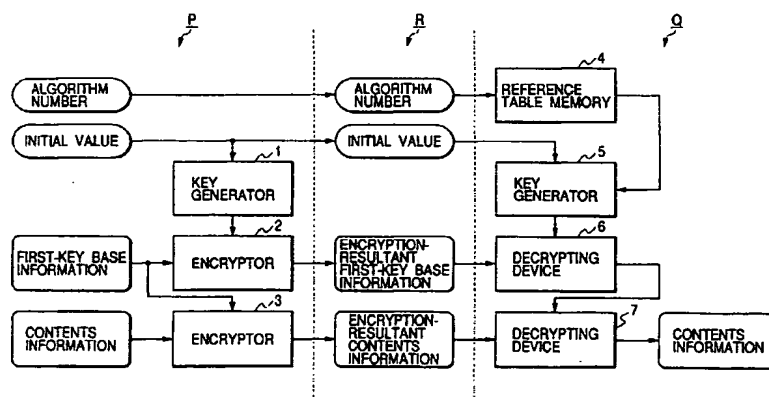 P
R
Q
4
ALGORITHM
NUMBER
ALGORITHM
NUMBER
REFERENCE
TABLE MEMORY
INITIAL VALUE
INITIAL VALUE
1
5
KEY
GENERATOR
KEY
GENERATOR
2
6
FIRST-KEY BASE
INFORMATION
ENCRYPTOR
ENCRYPTION-
RESULTANT
FIRST-KEY BASE
INFORMATION
DECRYPTING
DEVICE
3
7
CONTENTS
INFORMATION
ENCRYPTOR
ENCRYPTION-
RESULTANT
CONTENTS
INFORMATION
DECRYPTING
DEVICE
CONTENTS
INFORMATION